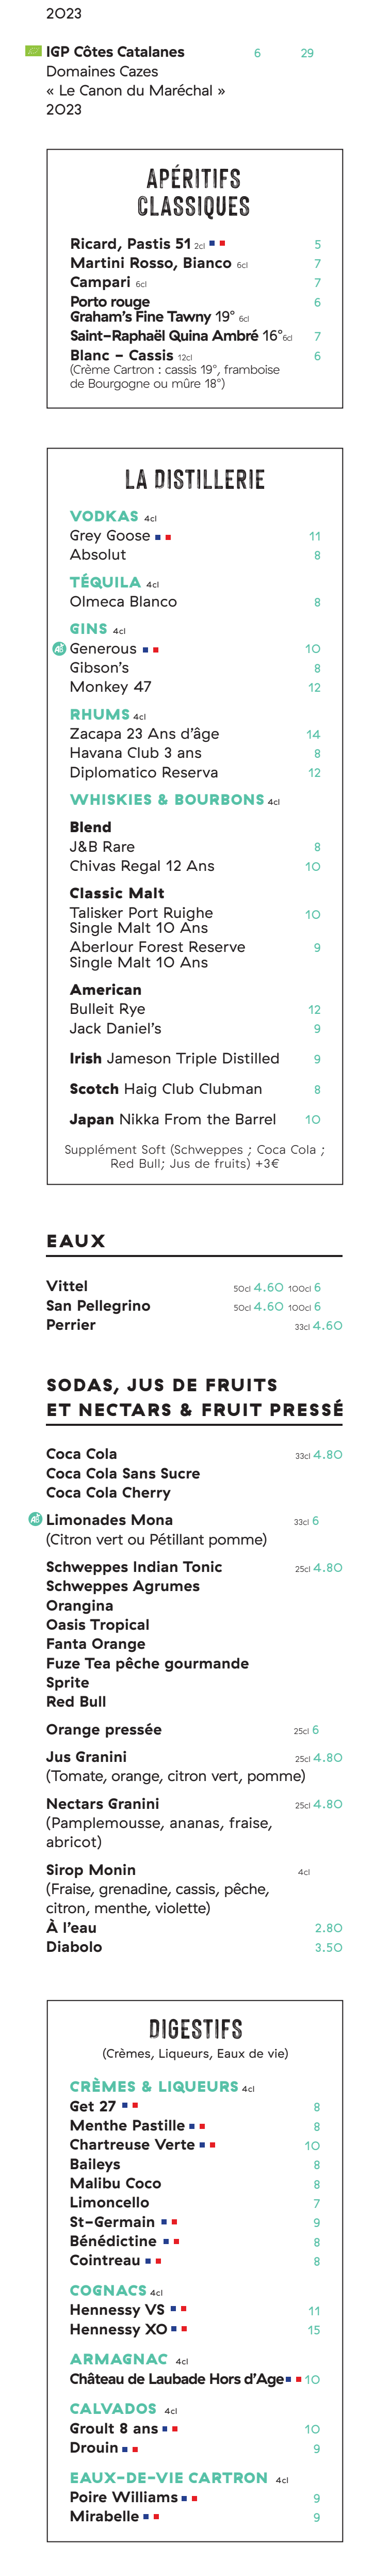 2023
IGP Côtes Catalanes 6 29
Domaines Cazes
« Le Canon du Maréchal »
2023
APÉRITIFS
CLASSIQUES
Ricard, Pastis 51 2cl 5
Martini Rosso, Bianco 6cl 7
Campari 6cl 7
Porto rouge 6
Graham's Fine Tawny 19° 6cl
Saint-Raphaël Quina Ambré 16° 6cl 7
Blanc - Cassis 12cl 6
(Crème Cartron : cassis 19°, framboise
de Bourgogne ou mûre 18°)
LA DISTILLERIE
VODKAS 4cl
Grey Goose 11
Absolut 8
TÉQUILA 4cl
Olmeca Blanco 8
GINS 4cl
Generous 10
Gibson's 8
Monkey 47 12
RHUMS 4cl
Zacapa 23 Ans d'âge 14
Havana Club 3 ans 8
Diplomatico Reserva 12
WHISKIES & BOURBONS 4cl
Blend
J&B Rare 8
Chivas Regal 12 Ans 10
Classic Malt
Talisker Port Ruighe 10
Single Malt 10 Ans
Aberlour Forest Reserve 9
Single Malt 10 Ans
American
Bulleit Rye 12
Jack Daniel's 9
Irish Jameson Triple Distilled 9
Scotch Haig Club Clubman 8
Japan Nikka From the Barrel 10
Supplément Soft (Schweppes ; Coca Cola ;
Red Bull; Jus de fruits) +3€
EAUX
Vittel 50cl 4.60 100cl 6
San Pellegrino 50cl 4.60 100cl 6
Perrier 33cl 4.60
SODAS, JUS DE FRUITS
ET NECTARS & FRUIT PRESSÉ
Coca Cola 33cl 4.80
Coca Cola Sans Sucre
Coca Cola Cherry
Limonades Mona 33cl 6
(Citron vert ou Pétillant pomme)
Schweppes Indian Tonic 25cl 4.80
Schweppes Agrumes
Orangina
Oasis Tropical
Fanta Orange
Fuze Tea pêche gourmande
Sprite
Red Bull
Orange pressée 25cl 6
Jus Granini 25cl 4.80
(Tomate, orange, citron vert, pomme)
Nectars Granini 25cl 4.80
(Pamplemousse, ananas, fraise,
abricot)
Sirop Monin 4cl
(Fraise, grenadine, cassis, pêche,
citron, menthe, violette)
À l'eau 2.80
Diabolo 3.50
DIGESTIFS
(Crèmes, Liqueurs, Eaux de vie)
CRÈMES & LIQUEURS 4cl
Get 27 8
Menthe Pastille 8
Chartreuse Verte 10
Baileys 8
Malibu Coco 8
Limoncello 7
St-Germain 9
Bénédictine 8
Cointreau 8
COGNACS 4cl
Hennessy VS 11
Hennessy XO 15
ARMAGNAC 4cl
Château de Laubade Hors d'Age 10
CALVADOS 4cl
Groult 8 ans 10
Drouin 9
EAUX-DE-VIE CARTRON 4cl
Poire Williams 9
Mirabelle 9